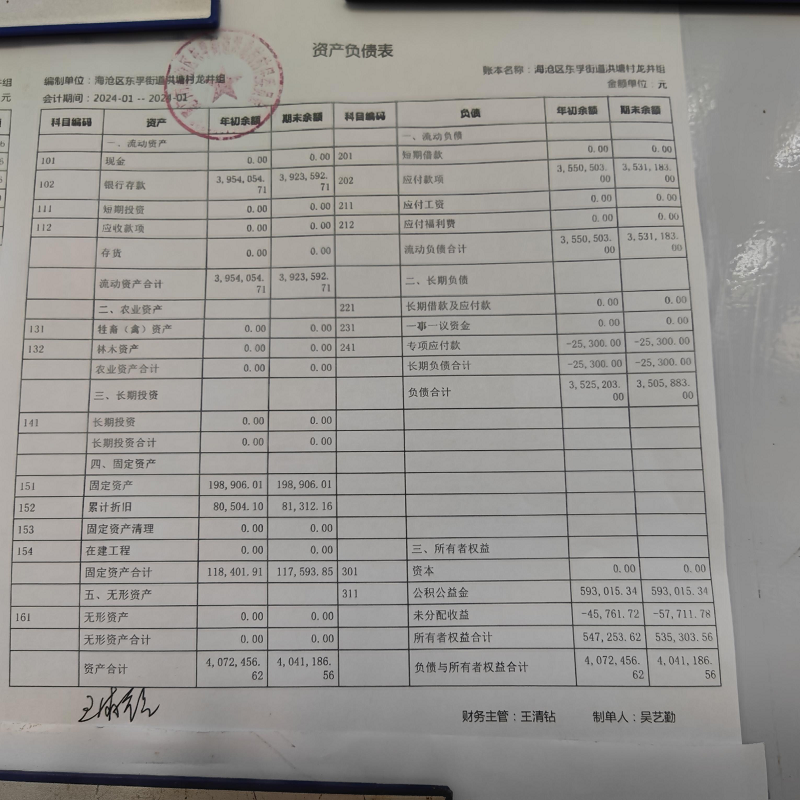 资产负债表
编制单位：海沧区东孚街道洪塘村龙井组 账本名称：海沧区东孚街道洪塘村龙井组
会计期间：2024-01 -- 2024-01 金额单位：元
科目编码 资产 年初余额 期末余额 科目编码 负债 年初余额 期末余额
一、流动资产 一、流动负债
101 现金 0.00 0.00 201 短期借款 0.00 0.00
102 银行存款 3,954,054.71 3,923,592.71 202 应付款项 3,550,503.00 3,531,183.00
111 短期投资 0.00 0.00 211 应付工资 0.00 0.00
112 应收款项 0.00 0.00 212 应付福利费 0.00 0.00
存货 0.00 0.00 流动负债合计 3,550,503.00 3,531,183.00
流动资产合计 3,954,054.71 3,923,592.71 二、长期负债
二、农业资产 221 长期借款及应付款 0.00 0.00
131 牲畜（禽）资产 0.00 0.00 231 一事一议资金 0.00 0.00
132 林木资产 0.00 0.00 241 专项应付款 -25,300.00 -25,300.00
农业资产合计 0.00 0.00 长期负债合计 -25,300.00 -25,300.00
三、长期投资 负债合计 3,525,203.00 3,505,883.00
141 长期投资 0.00 0.00
长期投资合计 0.00 0.00
四、固定资产
151 固定资产 198,906.01 198,906.01
152 累计折旧 80,504.10 81,312.16
153 固定资产清理 0.00 0.00
154 在建工程 0.00 0.00 三、所有者权益
固定资产合计 118,401.91 117,593.85 301 资本 0.00 0.00
五、无形资产 311 公积公益金 593,015.34 593,015.34
161 无形资产 0.00 0.00 未分配收益 -45,761.72 -57,711.78
无形资产合计 0.00 0.00 所有者权益合计 547,253.62 535,303.56
资产合计 4,072,456.62 4,041,186.56 负债与所有者权益合计 4,072,456.62 4,041,186.56
财务主管：王清钻 制单人：吴艺勤